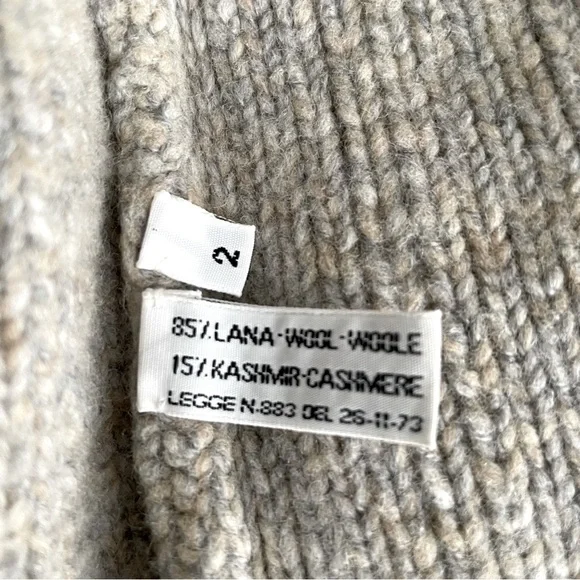 2
85%LANA-WOOL-WOOLE
15%KASHMIR-CASHMERE
LEGGE N.883 DEL 26-11-73